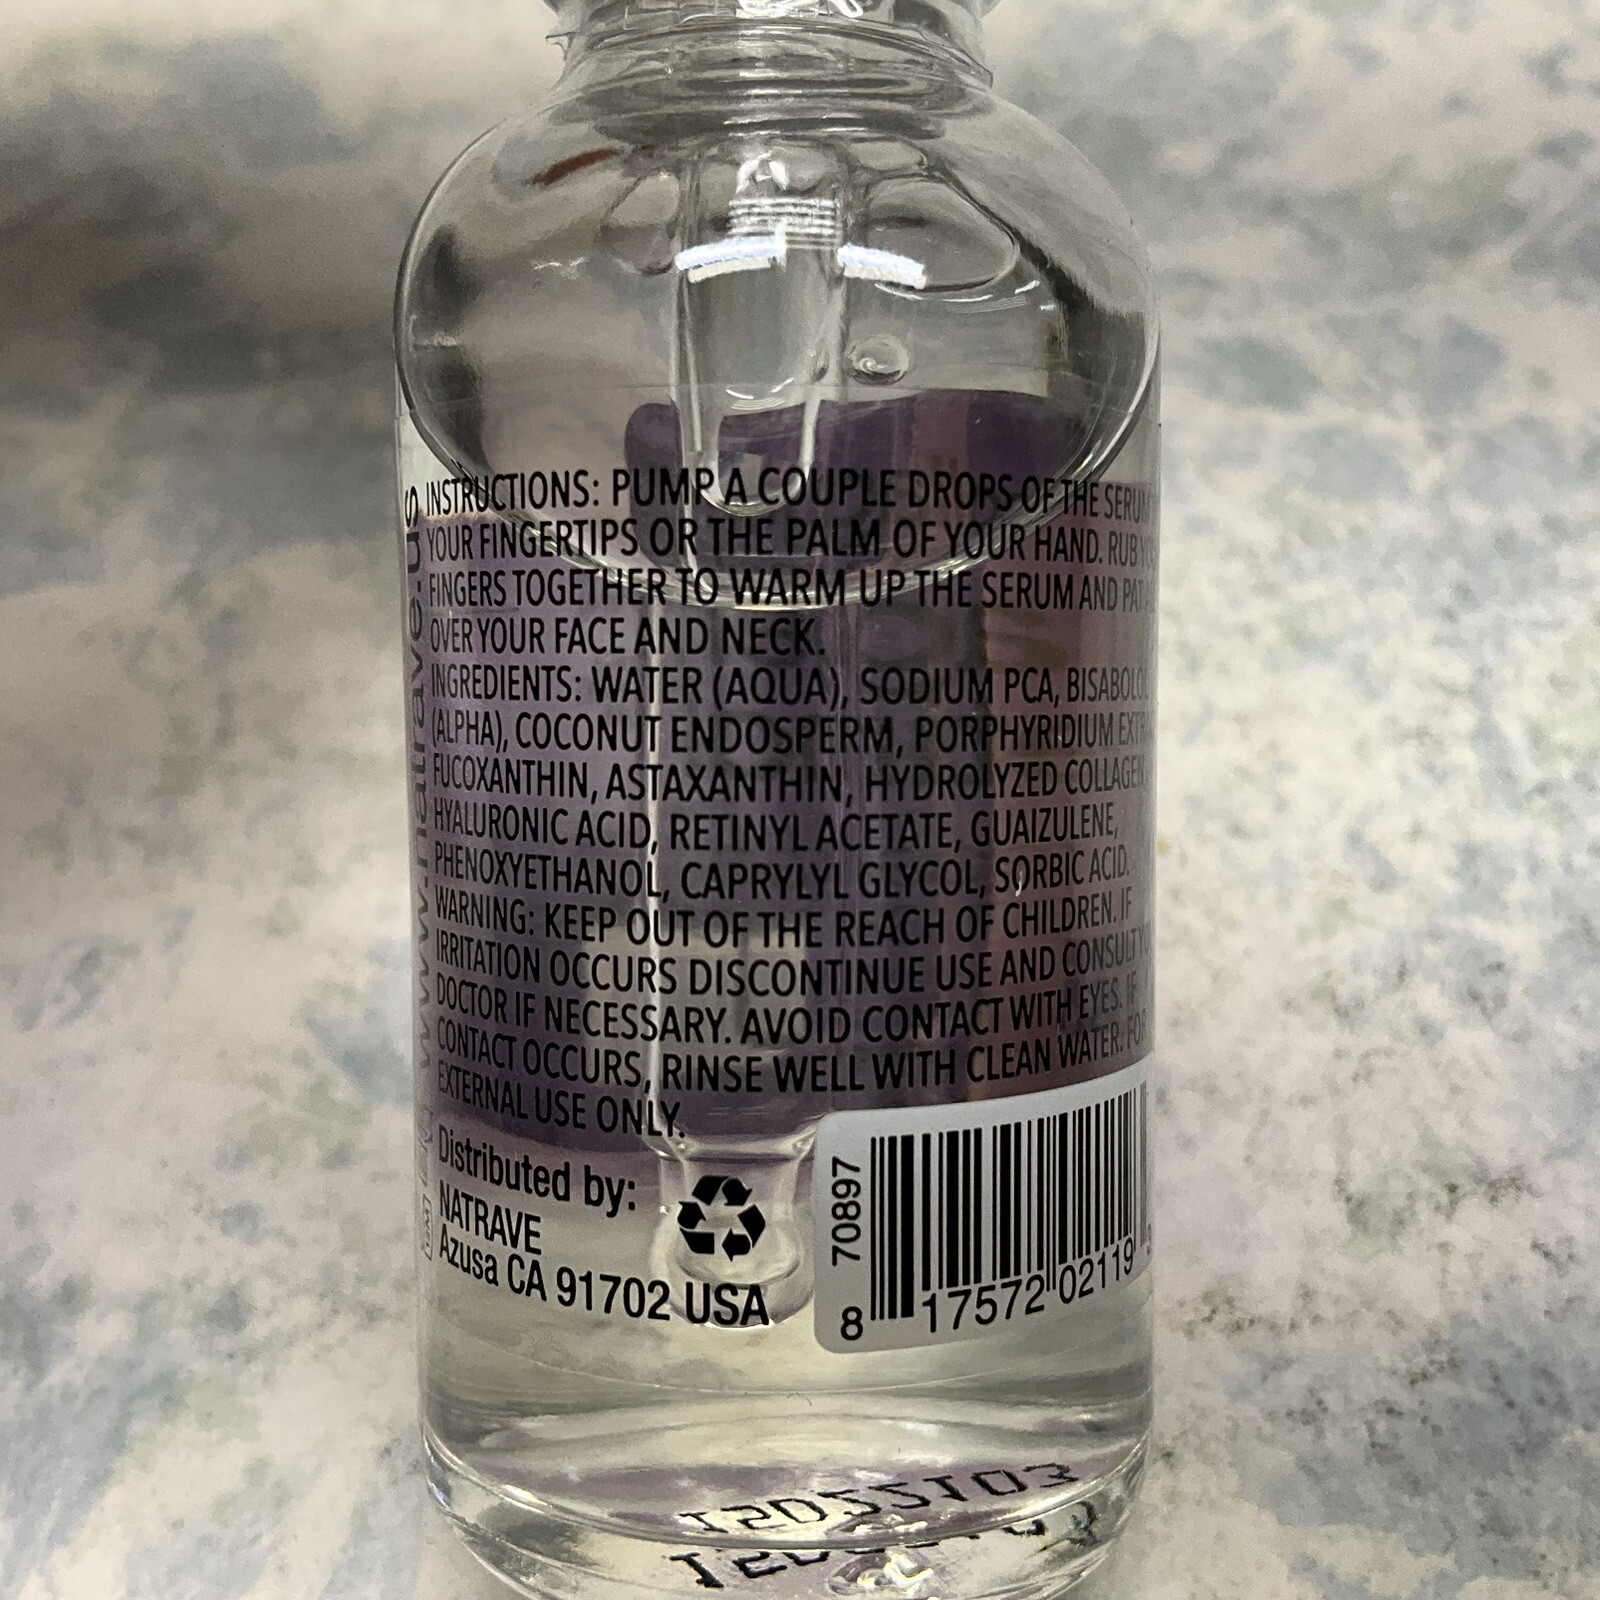 INSTRUCTIONS: PUMP A COUPLE DROPS OF THE SERUM
YOUR FINGERTIPS OR THE PALM OF YOUR HAND. RUB
FINGERS TOGETHER TO WARM UP THE SERUM AND PAT
OVER YOUR FACE AND NECK.
INGREDIENTS: WATER (AQUA), SODIUM PCA, BISABOLOL
(ALPHA), COCONUT ENDOSPERM, PORPHYRIDIUM
FUCOXANTHIN, ASTAXANTHIN, HYDROLYZED COLLAGEN
HYALURONIC ACID, RETINYL ACETATE, GUAIZULENE,
PHENOXYETHANOL, CAPRYLYL GLYCOL, SORBIC ACID.
WARNING: KEEP OUT OF THE REACH OF CHILDREN. IF
IRRITATION OCCURS DISCONTINUE USE AND CONSULT
DOCTOR IF NECESSARY. AVOID CONTACT WITH EYES. IF
CONTACT OCCURS, RINSE WELL WITH CLEAN WATER. FOR
EXTERNAL USE ONLY.
Distributed by:
NATRAVE
Azusa CA 91702 USA
www.natrave.us
70897
8 17572 02119 9